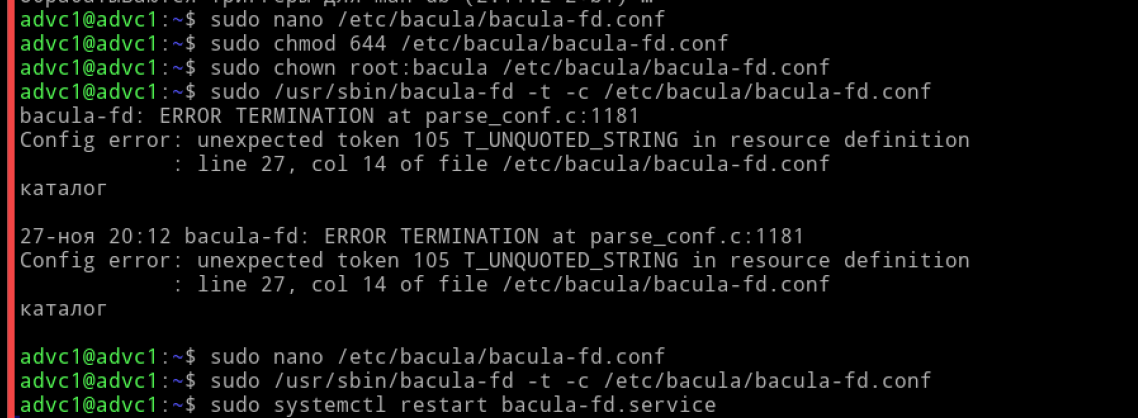 advc1@advc1:~$ sudo nano /etc/bacula/bacula-fd.conf
advc1@advc1:~$ sudo chmod 644 /etc/bacula/bacula-fd.conf
advc1@advc1:~$ sudo chown root:bacula /etc/bacula/bacula-fd.conf
advc1@advc1:~$ sudo /usr/sbin/bacula-fd -t -c /etc/bacula/bacula-fd.conf
bacula-fd: ERROR TERMINATION at parse_conf.c:1181
Config error: unexpected token 105 T_UNQUOTED_STRING in resource definition
: line 27, col 14 of file /etc/bacula/bacula-fd.conf
каталог
27-ноя 20:12 bacula-fd: ERROR TERMINATION at parse_conf.c:1181
Config error: unexpected token 105 T_UNQUOTED_STRING in resource definition
: line 27, col 14 of file /etc/bacula/bacula-fd.conf
каталог
advc1@advc1:~$ sudo nano /etc/bacula/bacula-fd.conf
advc1@advc1:~$ sudo /usr/sbin/bacula-fd -t -c /etc/bacula/bacula-fd.conf
advc1@advc1:~$ sudo systemctl restart bacula-fd.service